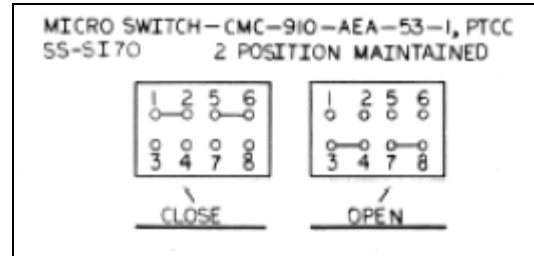 MICRO SWITCH-CMC-910-AEA-53-1, PTCC
SS-SI70 2 POSITION MAINTAINED
1 2 5 6 1 2 5 6
3 4 7 8 3 4 7 8
CLOSE OPEN